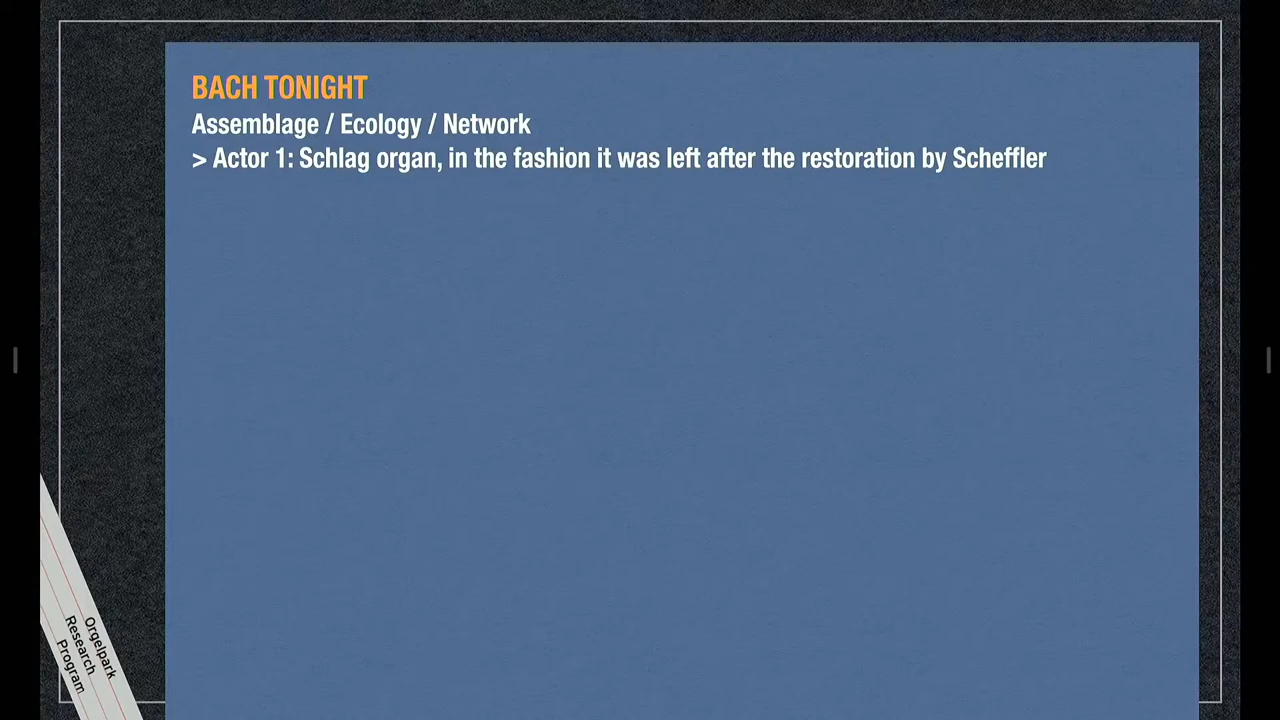 BACH TONIGHT
Assemblage / Ecology / Network
> Actor 1: Schlag organ, in the fashion it was left after the restoration by Scheffler
Orgelpark
Research
Program